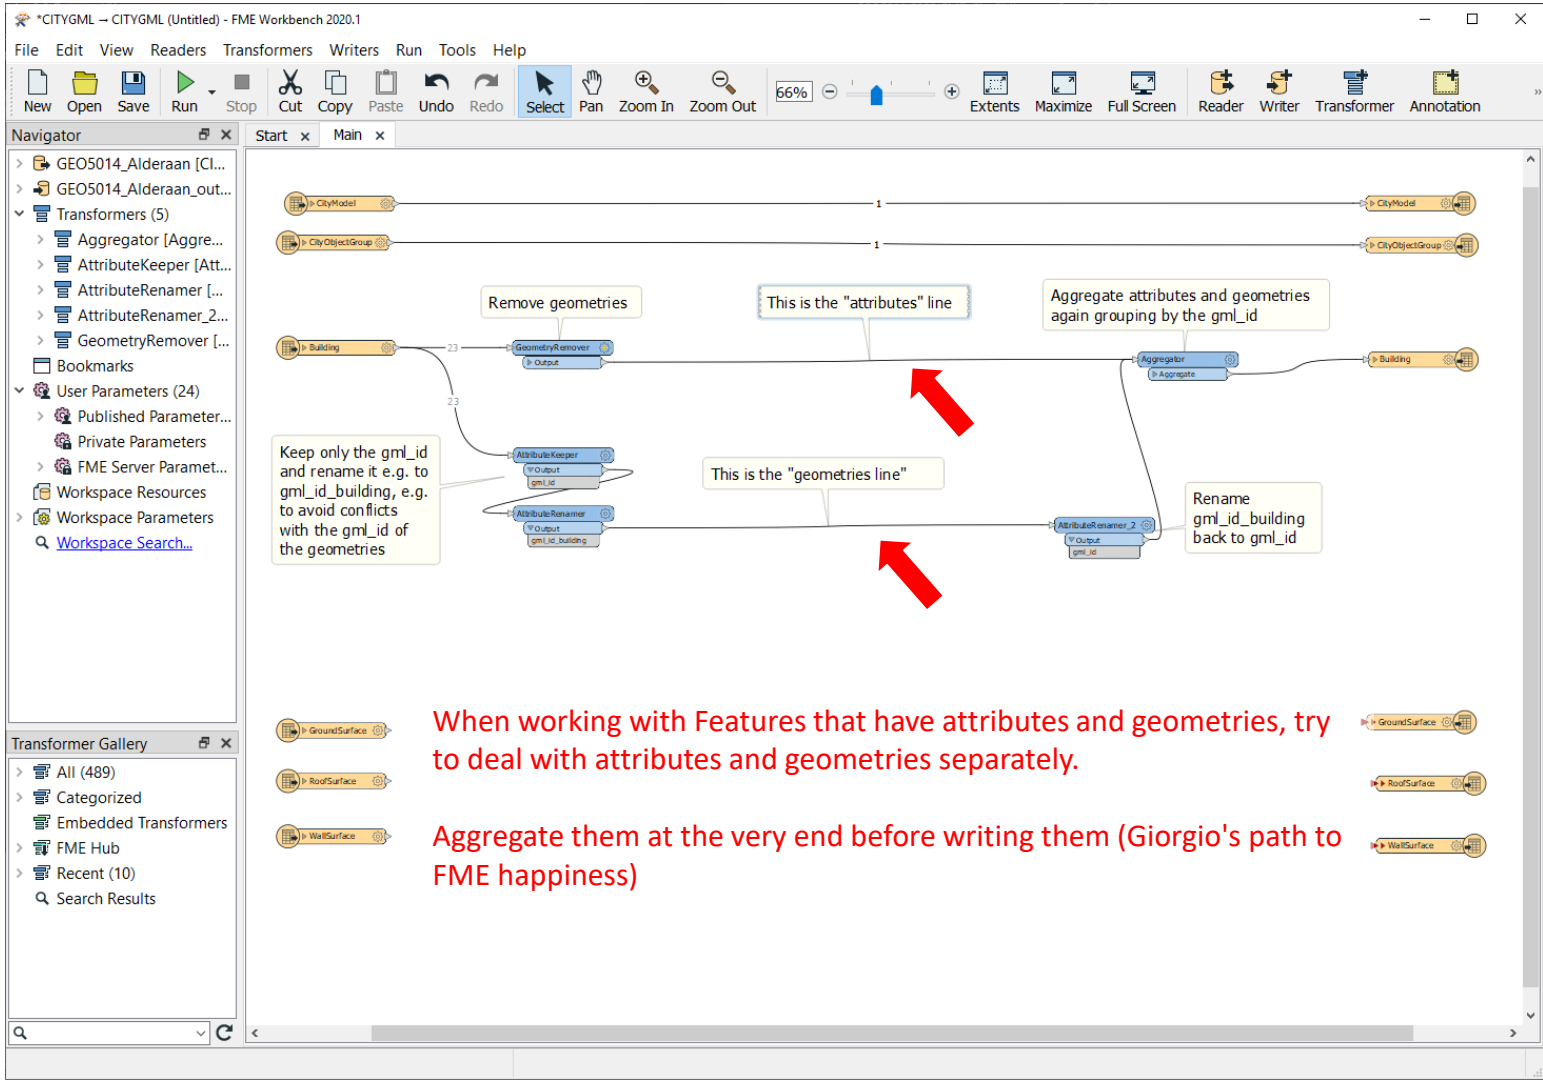 *CITYGML → CITYGML (Untitled) - FME Workbench 2020.1
File Edit View Readers Transformers Writers Run Tools Help
New Open Save Run Stop Cut Copy Paste Undo Redo Select Pan Zoom In Zoom Out 66% Extents Maximize Full Screen Reader Writer Transformer Annotation »
Navigator
Start Main
GEO5014_Alderaan [CI...
GEO5014_Alderaan_out...
Transformers (5)
Aggregator [Aggre...
AttributeKeeper [Att...
AttributeRenamer [...
AttributeRenamer_2...
GeometryRemover [...
Bookmarks
User Parameters (24)
Published Parameter...
Private Parameters
FME Server Paramet...
Workspace Resources
Workspace Parameters
Workspace Search...
Transformer Gallery
All (489)
Categorized
Embedded Transformers
FME Hub
Recent (10)
Search Results
CityModel
1
CityModel
CityObjectGroup
1
CityObjectGroup
Remove geometries
This is the "attributes" line
Aggregate attributes and geometries
again grouping by the gml_id
Building
23
GeometryRemover
Output
Aggregator
Aggregate
Building
23
Keep only the gml_id
and rename it e.g. to
gml_id_building, e.g.
to avoid conflicts
with the gml_id of
the geometries
AttributeKeeper
Output
gml_id
AttributeRenamer
Output
gml_id_building
This is the "geometries line"
AttributeRenamer_2
Output
gml_id
Rename
gml_id_building
back to gml_id
GroundSurface
RoofSurface
WallSurface
When working with Features that have attributes and geometries, try
to deal with attributes and geometries separately.
Aggregate them at the very end before writing them (Giorgio's path to
FME happiness)
GroundSurface
RoofSurface
WallSurface